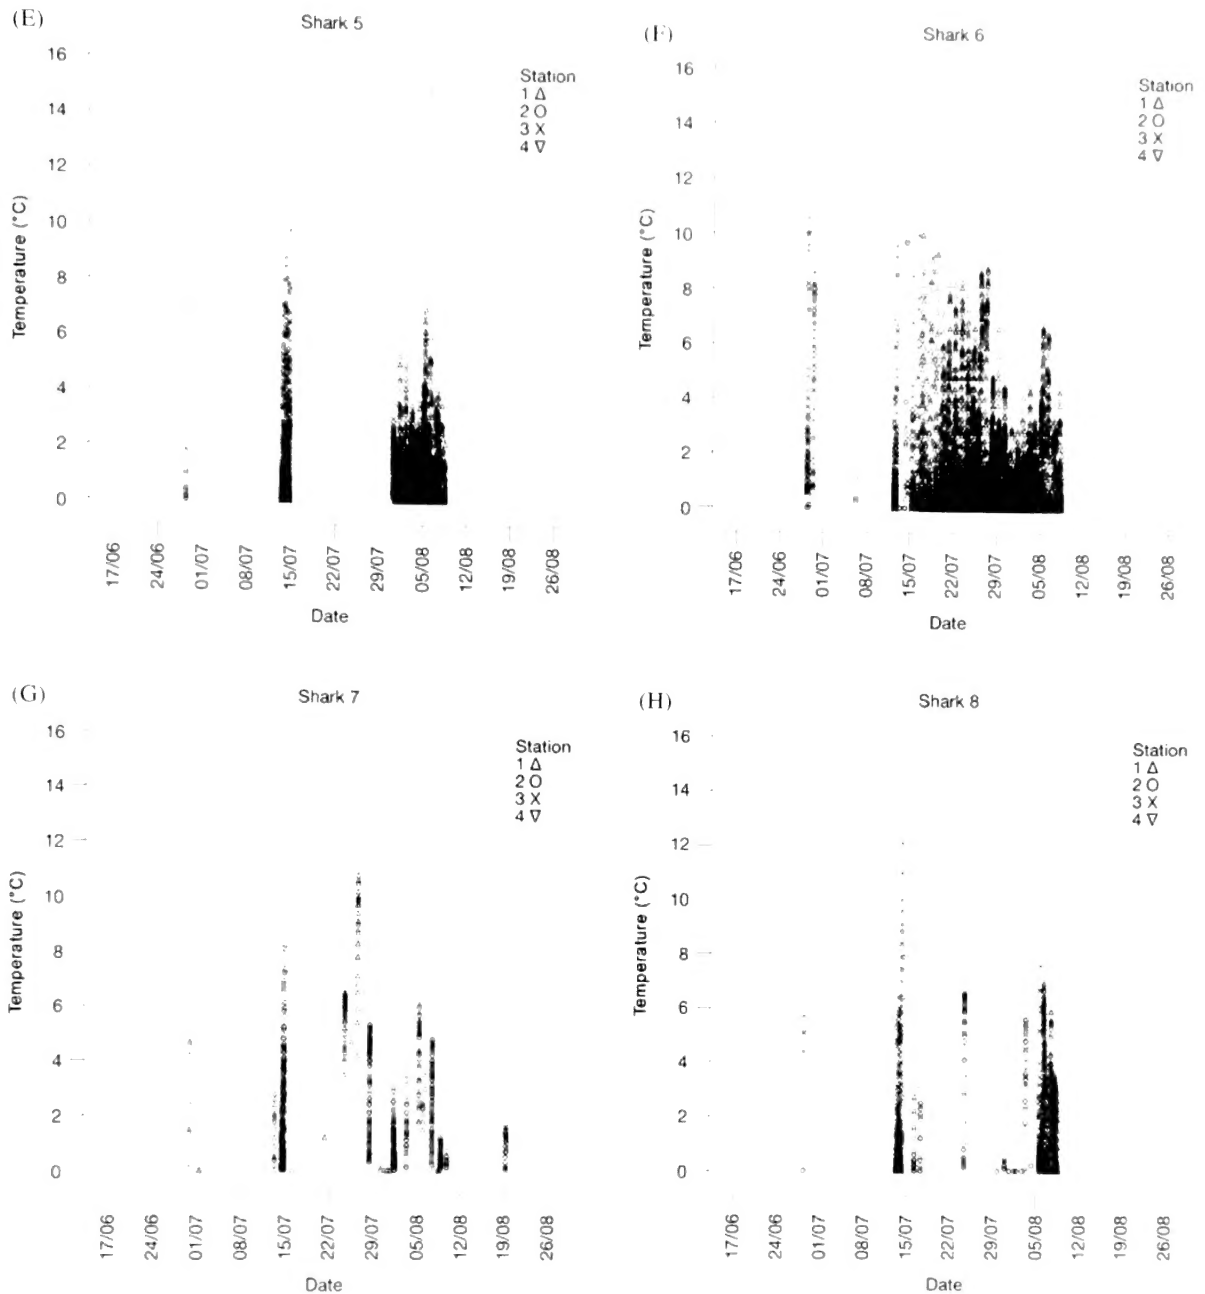 (E)
Shark 5
Temperature (°C)
16
14
12
10
8
6
4
2
0
Station
1 Δ
2 O
3 X
4 ∇
17/06
24/06
01/07
08/07
15/07
22/07
29/07
05/08
12/08
19/08
26/08
Date
(F)
Shark 6
Temperature (°C)
16
14
12
10
8
6
4
2
0
Station
1 Δ
2 O
3 X
4 ∇
17/06
24/06
01/07
08/07
15/07
22/07
29/07
05/08
12/08
19/08
26/08
Date
(G)
Shark 7
Temperature (°C)
16
14
12
10
8
6
4
2
0
Station
1 Δ
2 O
3 X
4 ∇
17/06
24/06
01/07
08/07
15/07
22/07
29/07
05/08
12/08
19/08
26/08
Date
(H)
Shark 8
Temperature (°C)
16
14
12
10
8
6
4
2
0
Station
1 Δ
2 O
3 X
4 ∇
17/06
24/06
01/07
08/07
15/07
22/07
29/07
05/08
12/08
19/08
26/08
Date